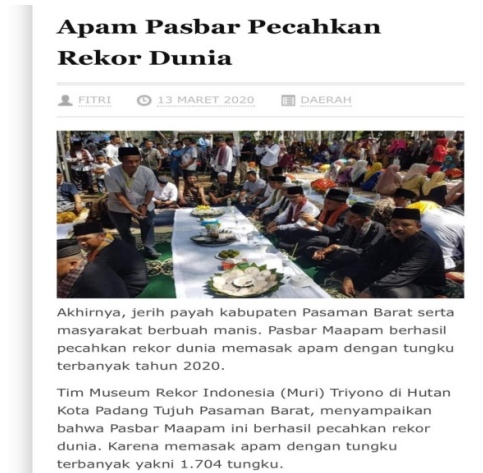 Apam Pasbar Pecahkan
Rekor Dunia
FITRI 13 MARET 2020 DAERAH
Akhirnya, jerih payah kabupaten Pasaman Barat serta
masyarakat berbuah manis. Pasbar Maapam berhasil
pecahkan rekor dunia memasak apam dengan tungku
terbanyak tahun 2020.
Tim Museum Rekor Indonesia (Muri) Triyono di Hutan
Kota Padang Tujuh Pasaman Barat, menyampaikan
bahwa Pasbar Maapam ini berhasil pecahkan rekor
dunia. Karena memasak apam dengan tungku
terbanyak yakni 1.704 tungku.